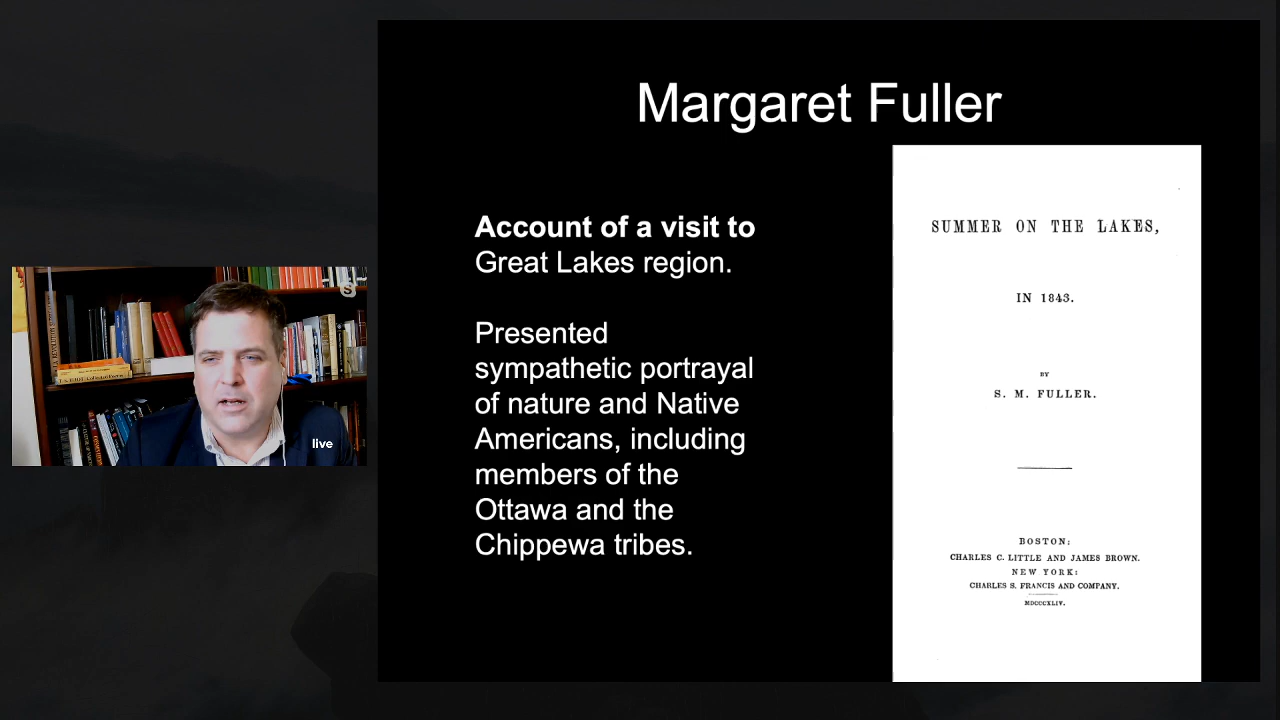 Margaret Fuller
Account of a visit to
Great Lakes region.
Presented
sympathetic portrayal
of nature and Native
Americans, including
members of the
Ottawa and the
Chippewa tribes.
SUMMER ON THE LAKES,
IN 1843.
BY
S. M. FULLER.
BOSTON:
CHARLES C. LITTLE AND JAMES BROWN.
NEW YORK:
CHARLES S. FRANCIS AND COMPANY.
MDCCCXLIV.
live